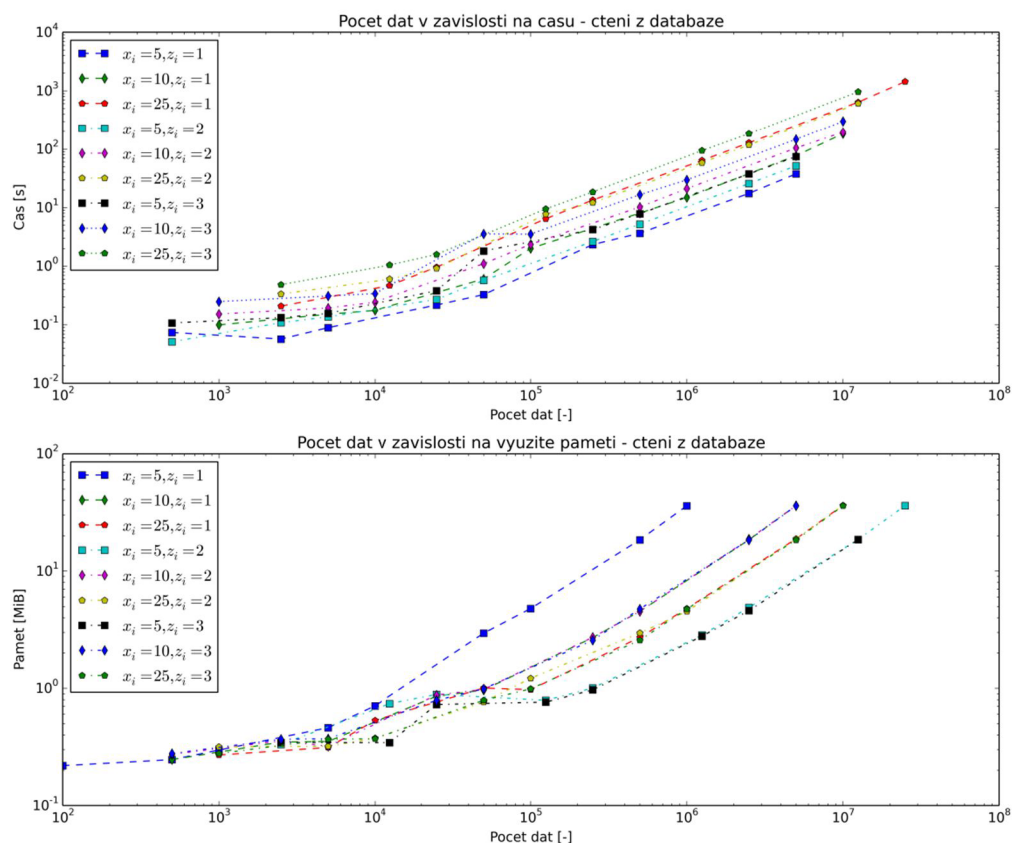 Pocet dat v zavislosti na casu - cteni z databaze
10^4
10^3
10^2
10^1
10^0
10^-1
10^-2
Cas [s]
x_i =5,z_i =1
x_i =10,z_i =1
x_i =25,z_i =1
x_i =5,z_i =2
x_i =10,z_i =2
x_i =25,z_i =2
x_i =5,z_i =3
x_i =10,z_i =3
x_i =25,z_i =3
10^2 10^3 10^4 10^5 10^6 10^7 10^8
Pocet dat [-]
Pocet dat v zavislosti na vyuzite pameti - cteni z databaze
10^2
10^1
10^0
10^-1
Pamet [MiB]
x_i =5,z_i =1
x_i =10,z_i =1
x_i =25,z_i =1
x_i =5,z_i =2
x_i =10,z_i =2
x_i =25,z_i =2
x_i =5,z_i =3
x_i =10,z_i =3
x_i =25,z_i =3
10^2 10^3 10^4 10^5 10^6 10^7 10^8
Pocet dat [-]